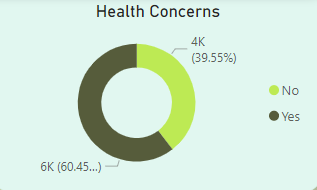 Health Concerns
4K
(39.55%)
No
Yes
6K (60.45...)